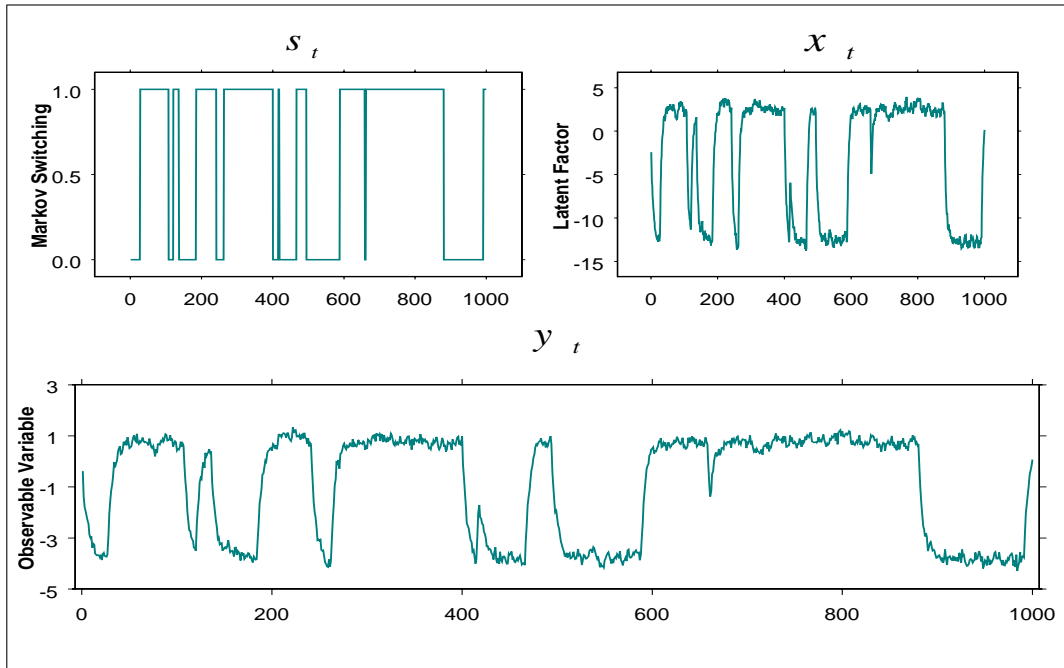 s t
x t
Markov Switching
1.0
0.5
0.0
0 200 400 600 800 1000
Latent Factor
5
0
-5
-10
-15
0 200 400 600 800 1000
y t
Observable Variable
3
1
-1
-3
-5
0 200 400 600 800 1000